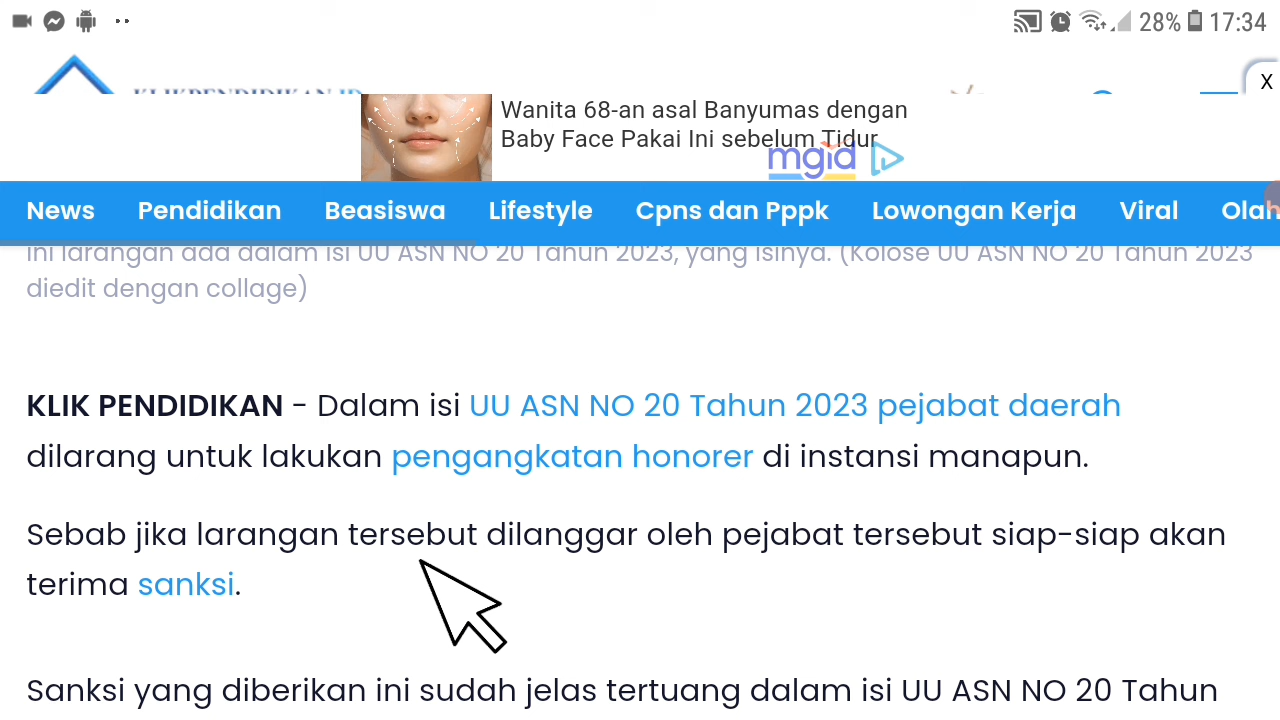 28% 17:34
KLIKPENDIDIKAN.ID
X
Wanita 68-an asal Banyumas dengan
Baby Face Pakai Ini sebelum Tidur
mgid
News Pendidikan Beasiswa Lifestyle Cpns dan Pppk Lowongan Kerja Viral Olah
Ini larangan ada dalam isi UU ASN NO 20 Tahun 2023, yang isinya. (Kolose UU ASN NO 20 Tahun 2023
diedit dengan collage)
KLIK PENDIDIKAN - Dalam isi UU ASN NO 20 Tahun 2023 pejabat daerah
dilarang untuk lakukan pengangkatan honorer di instansi manapun.
Sebab jika larangan tersebut dilanggar oleh pejabat tersebut siap-siap akan
terima sanksi.
Sanksi yang diberikan ini sudah jelas tertuang dalam isi UU ASN NO 20 Tahun